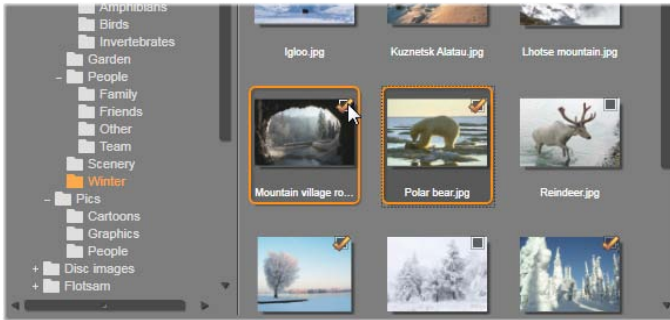 Amphibians
Birds
Invertebrates
Garden
People
Family
Friends
Other
Team
Scenery
Winter
Pics
Cartoons
Graphics
People
Disc images
Flotsam
Igloo.jpg
Kuznetsk Alatau.jpg
Lhotse mountain.jpg
Mountain village ro...
Polar bear.jpg
Reindeer.jpg